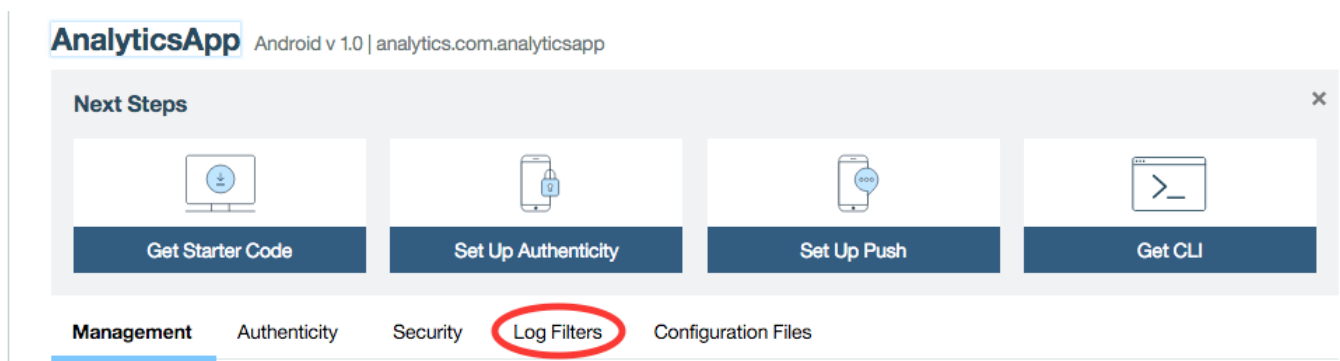 AnalyticsApp Android v 1.0 | analytics.com.analyticsapp
Next Steps
Get Starter Code
Set Up Authenticity
Set Up Push
Get CLI
Management Authenticity Security Log Filters Configuration Files